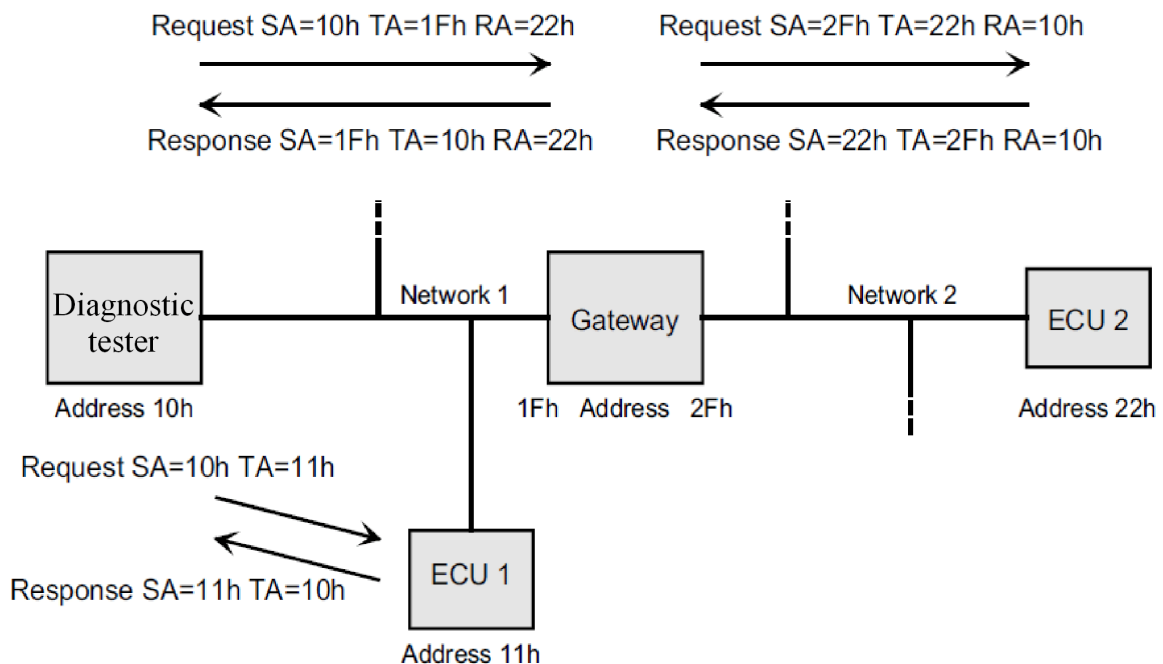 Request SA=10h TA=1Fh RA=22h
Request SA=2Fh TA=22h RA=10h
Response SA=1Fh TA=10h RA=22h
Response SA=22h TA=2Fh RA=10h
Diagnostic
tester
Network 1
Gateway
Network 2
ECU 2
Address 10h
1Fh Address 2Fh
Address 22h
Request SA=10h TA=11h
Response SA=11h TA=10h
ECU 1
Address 11h